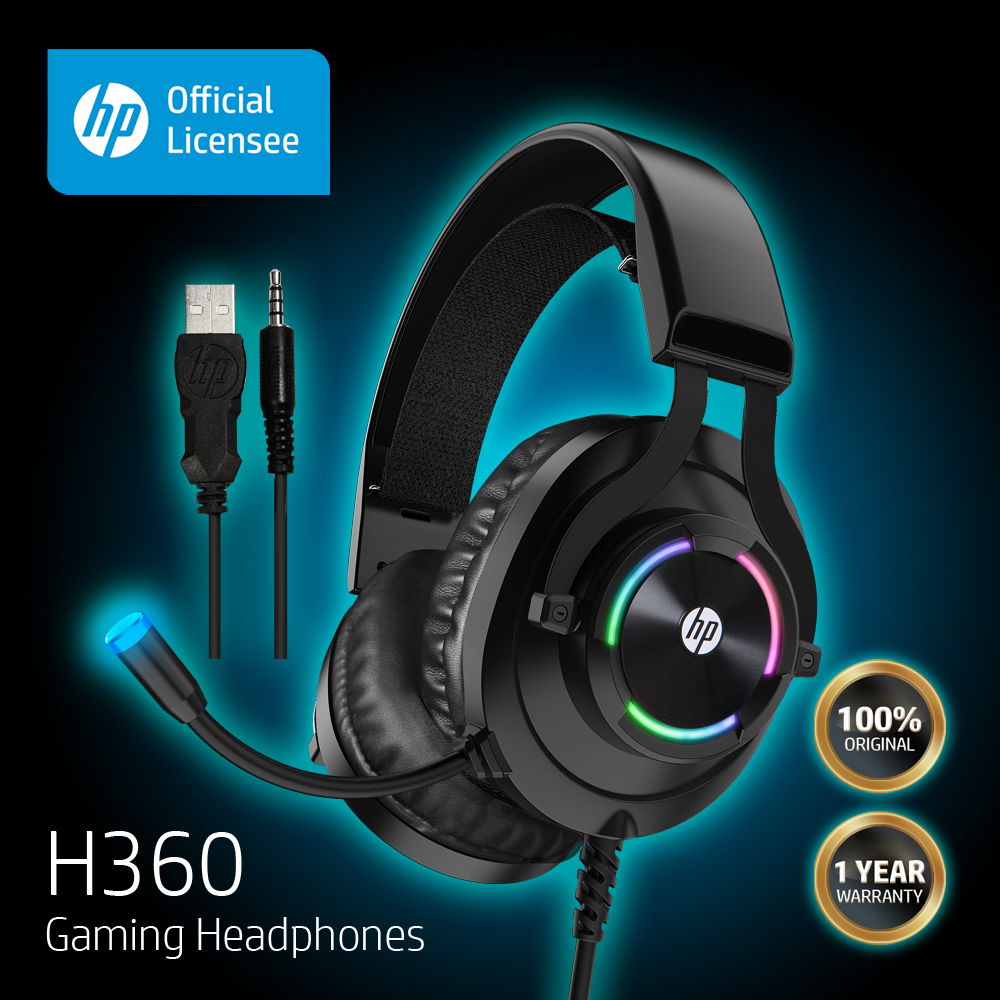 hp
Official
Licensee
hp
hp
100%
ORIGINAL
H360
Gaming Headphones
1 YEAR
WARRANTY